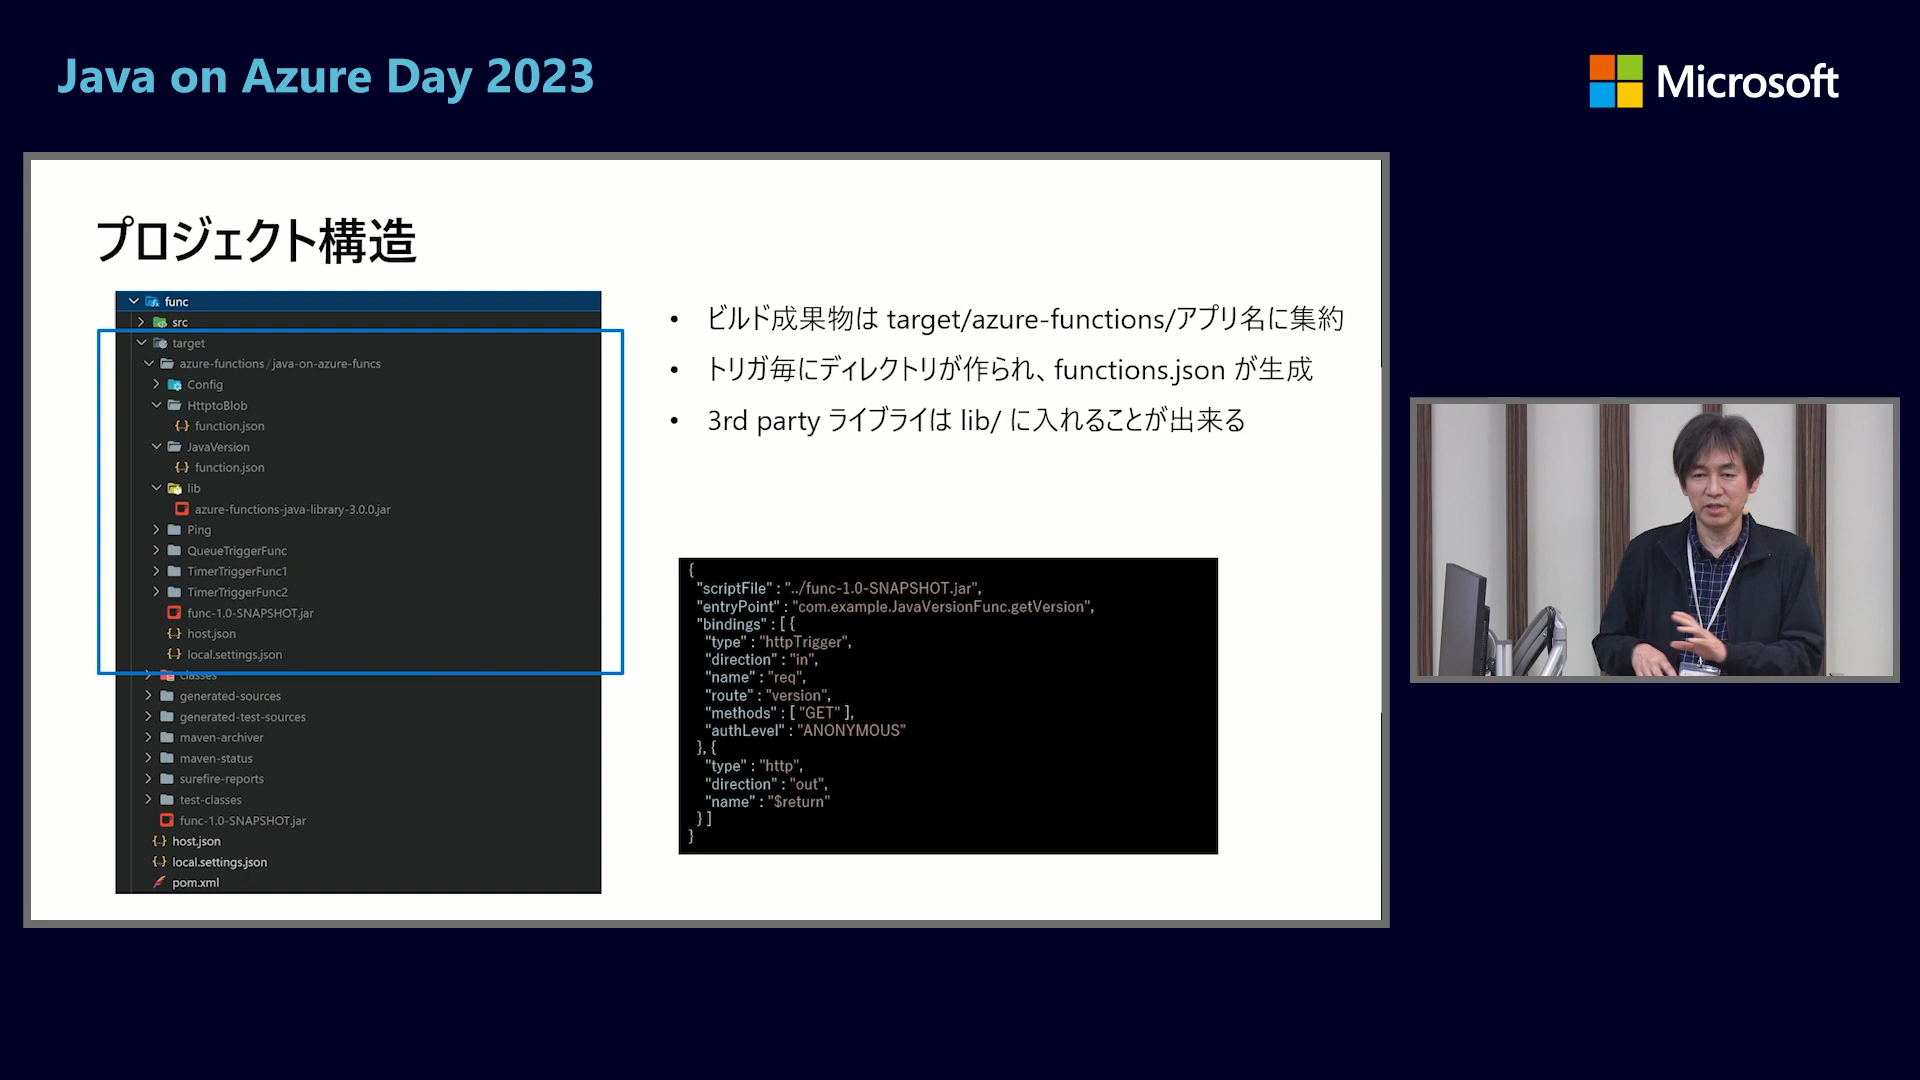 Java on Azure Day 2023
Microsoft
プロジェクト構造
func
src
target
azure-functions/java-on-azure-funcs
Config
HttptoBlob
function.json
JavaVersion
function.json
lib
azure-functions-java-library-3.0.0.jar
Ping
QueueTriggerFunc
TimerTriggerFunc1
TimerTriggerFunc2
func-1.0-SNAPSHOT.jar
host.json
local.settings.json
classes
generated-sources
generated-test-sources
maven-archiver
maven-status
surefire-reports
test-classes
func-1.0-SNAPSHOT.jar
host.json
local.settings.json
pom.xml
• ビルド成果物は target/azure-functions/アプリ名に集約
• トリガ毎にディレクトリが作られ、functions.json が生成
• 3rd party ライブライは lib/ に入れることが出来る
{
"scriptFile" : "../func-1.0-SNAPSHOT.jar",
"entryPoint" : "com.example.JavaVersionFunc.getVersion",
"bindings" : [ {
"type" : "httpTrigger",
"direction" : "in",
"name" : "req",
"route" : "version",
"methods" : [ "GET" ],
"authLevel" : "ANONYMOUS"
}, {
"type" : "http",
"direction" : "out",
"name" : "$return"
} ]
}